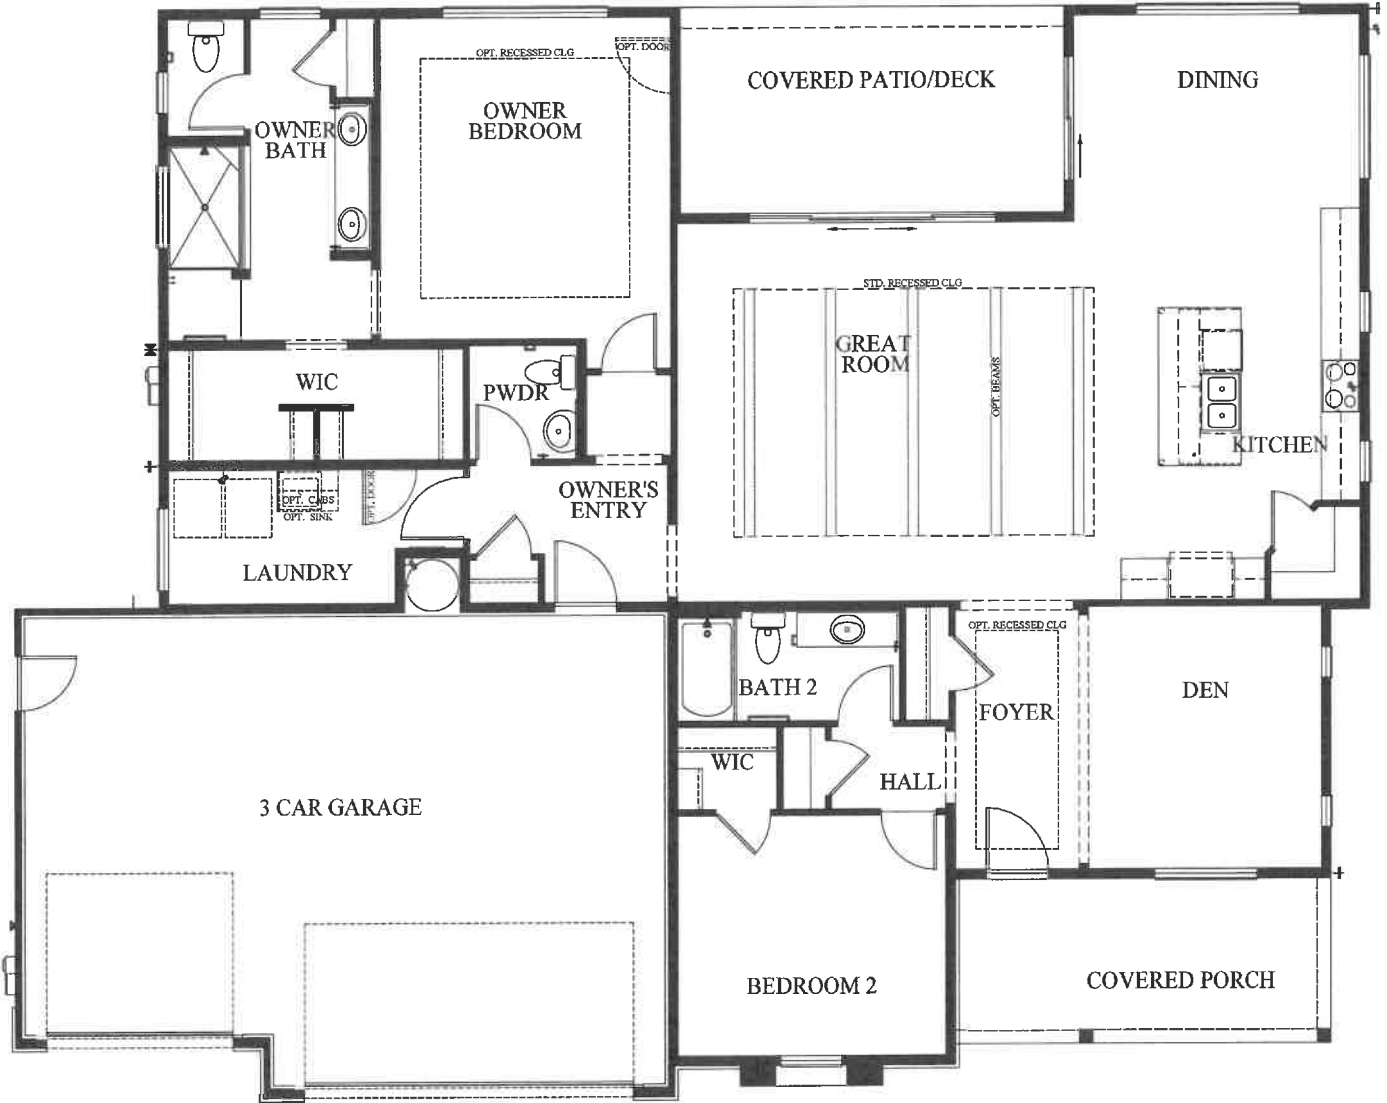 OPT. RECESSED CLG
OPT. DOOR
OWNER
BEDROOM
OWNER
BATH
COVERED PATIO/DECK
DINING
STD. RECESSED CLG
GREAT
ROOM
OPT. BEAMS
KITCHEN
WIC
PWDR
OPT. CABS
OPT. SINK
OPT. DOOR
OWNER'S
ENTRY
LAUNDRY
OPT. RECESSED CLG
BATH 2
FOYER
DEN
WIC
HALL
3 CAR GARAGE
BEDROOM 2
COVERED PORCH